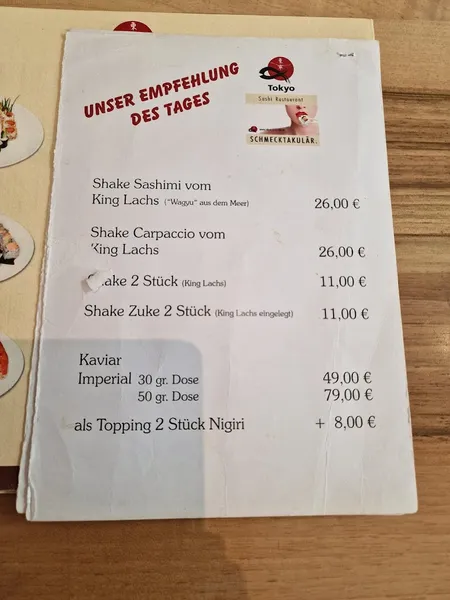 UNSER EMPFEHLUNG
DES TAGES
Tokyo
Sushi Restaurant
SCHMECKTAKULÄR.
Shake Sashimi vom
King Lachs ("Wagyu" aus dem Meer) 26,00 €
Shake Carpaccio vom
King Lachs 26,00 €
Shake 2 Stück (King Lachs) 11,00 €
Shake Zuke 2 Stück (King Lachs eingelegt) 11,00 €
Kaviar
Imperial 30 gr. Dose 49,00 €
50 gr. Dose 79,00 €
als Topping 2 Stück Nigiri + 8,00 €